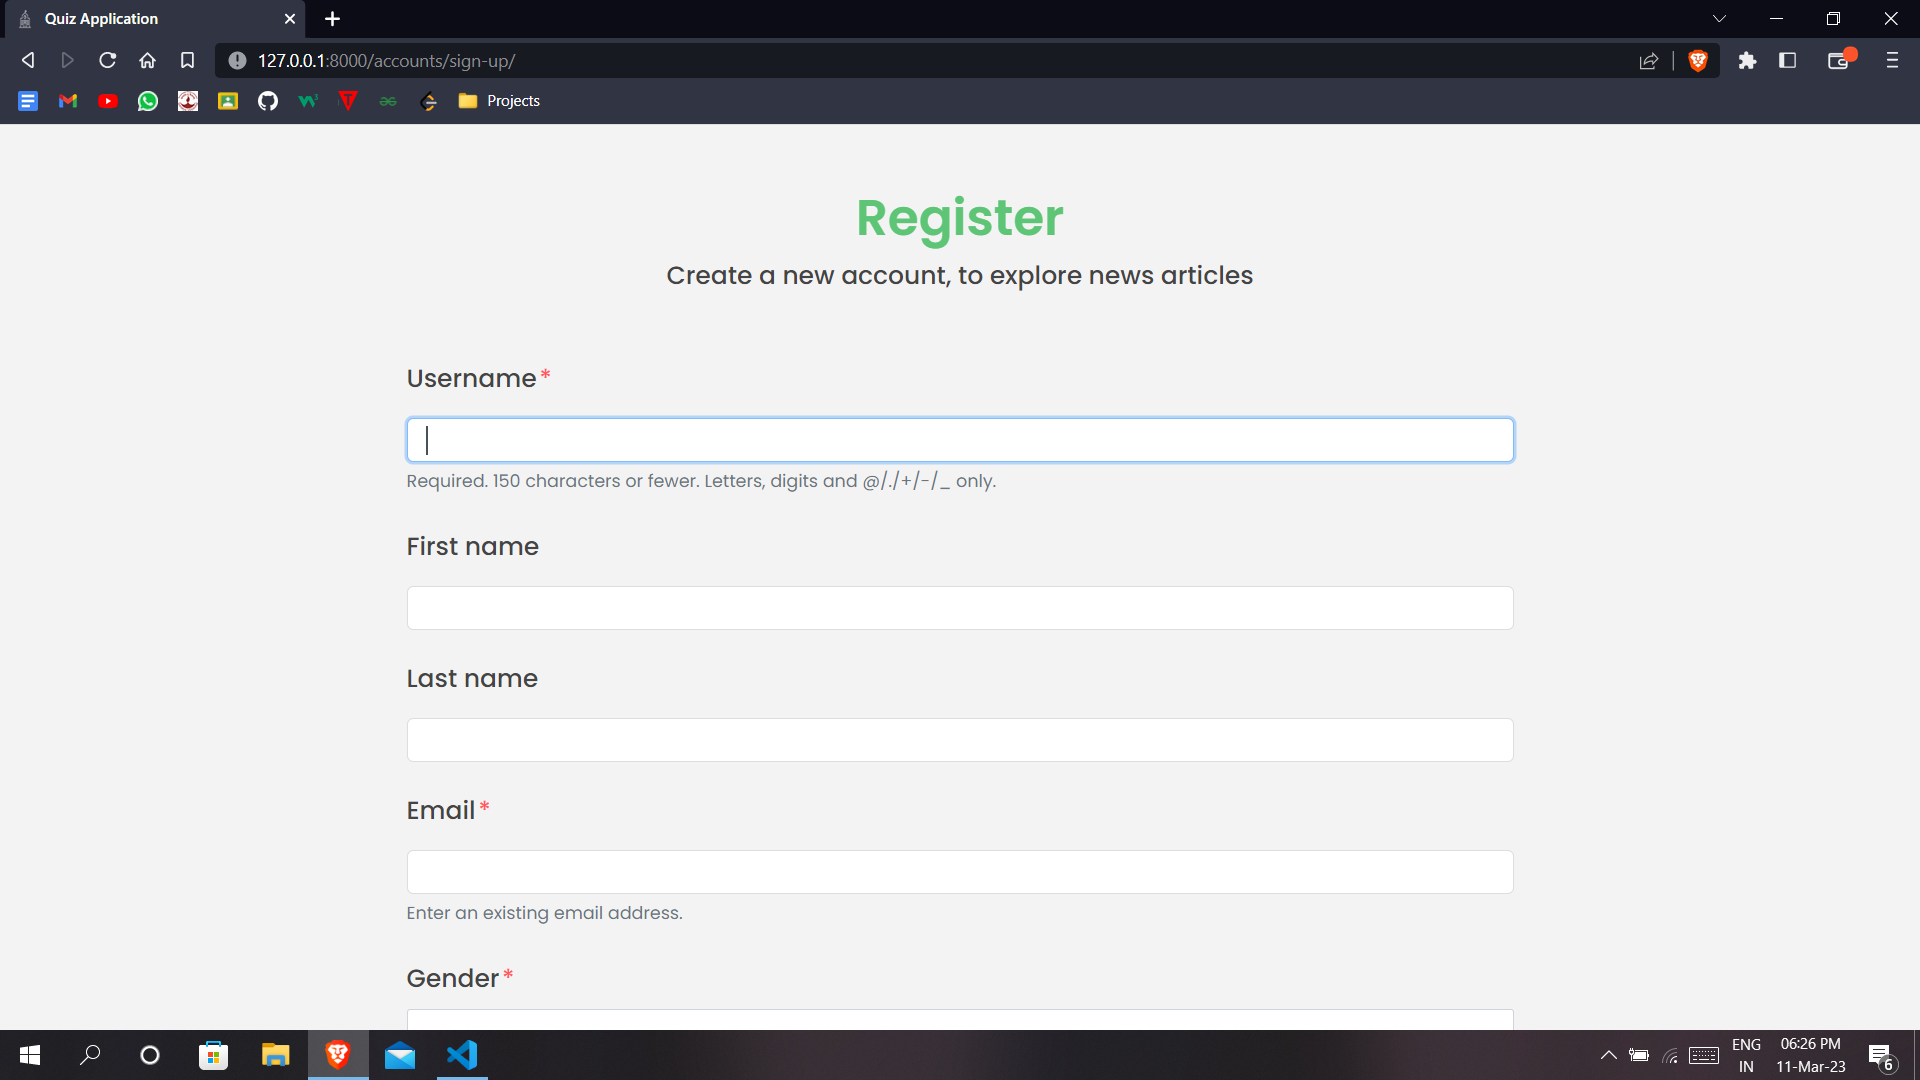 Quiz Application
127.0.0.1:8000/accounts/sign-up/
Projects
Register
Create a new account, to explore news articles
Username*
Required. 150 characters or fewer. Letters, digits and @/./+/-/_ only.
First name
Last name
Email*
Enter an existing email address.
Gender*
ENG
IN
06:26 PM
11-Mar-23
6